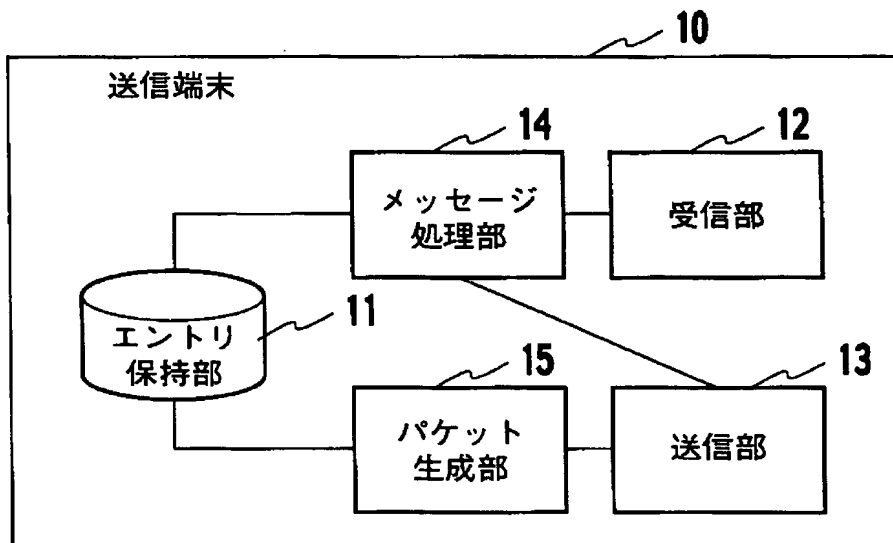 10
送信端末
14
12
メッセージ
処理部
受信部
11
エントリ
保持部
15
13
パケット
生成部
送信部